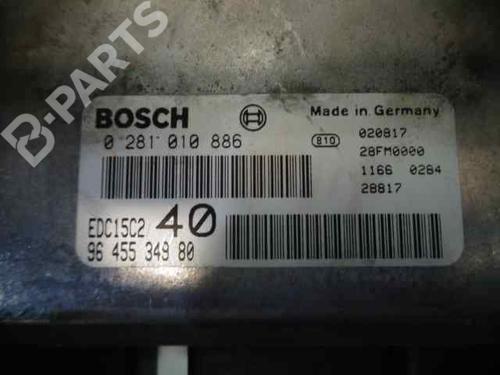 B-PARTS
BOSCH
Made in Germany
0 281 010 886
810
020817
28FM0000
1166 0284
28817
EDC15C2
40
96 455 349 80